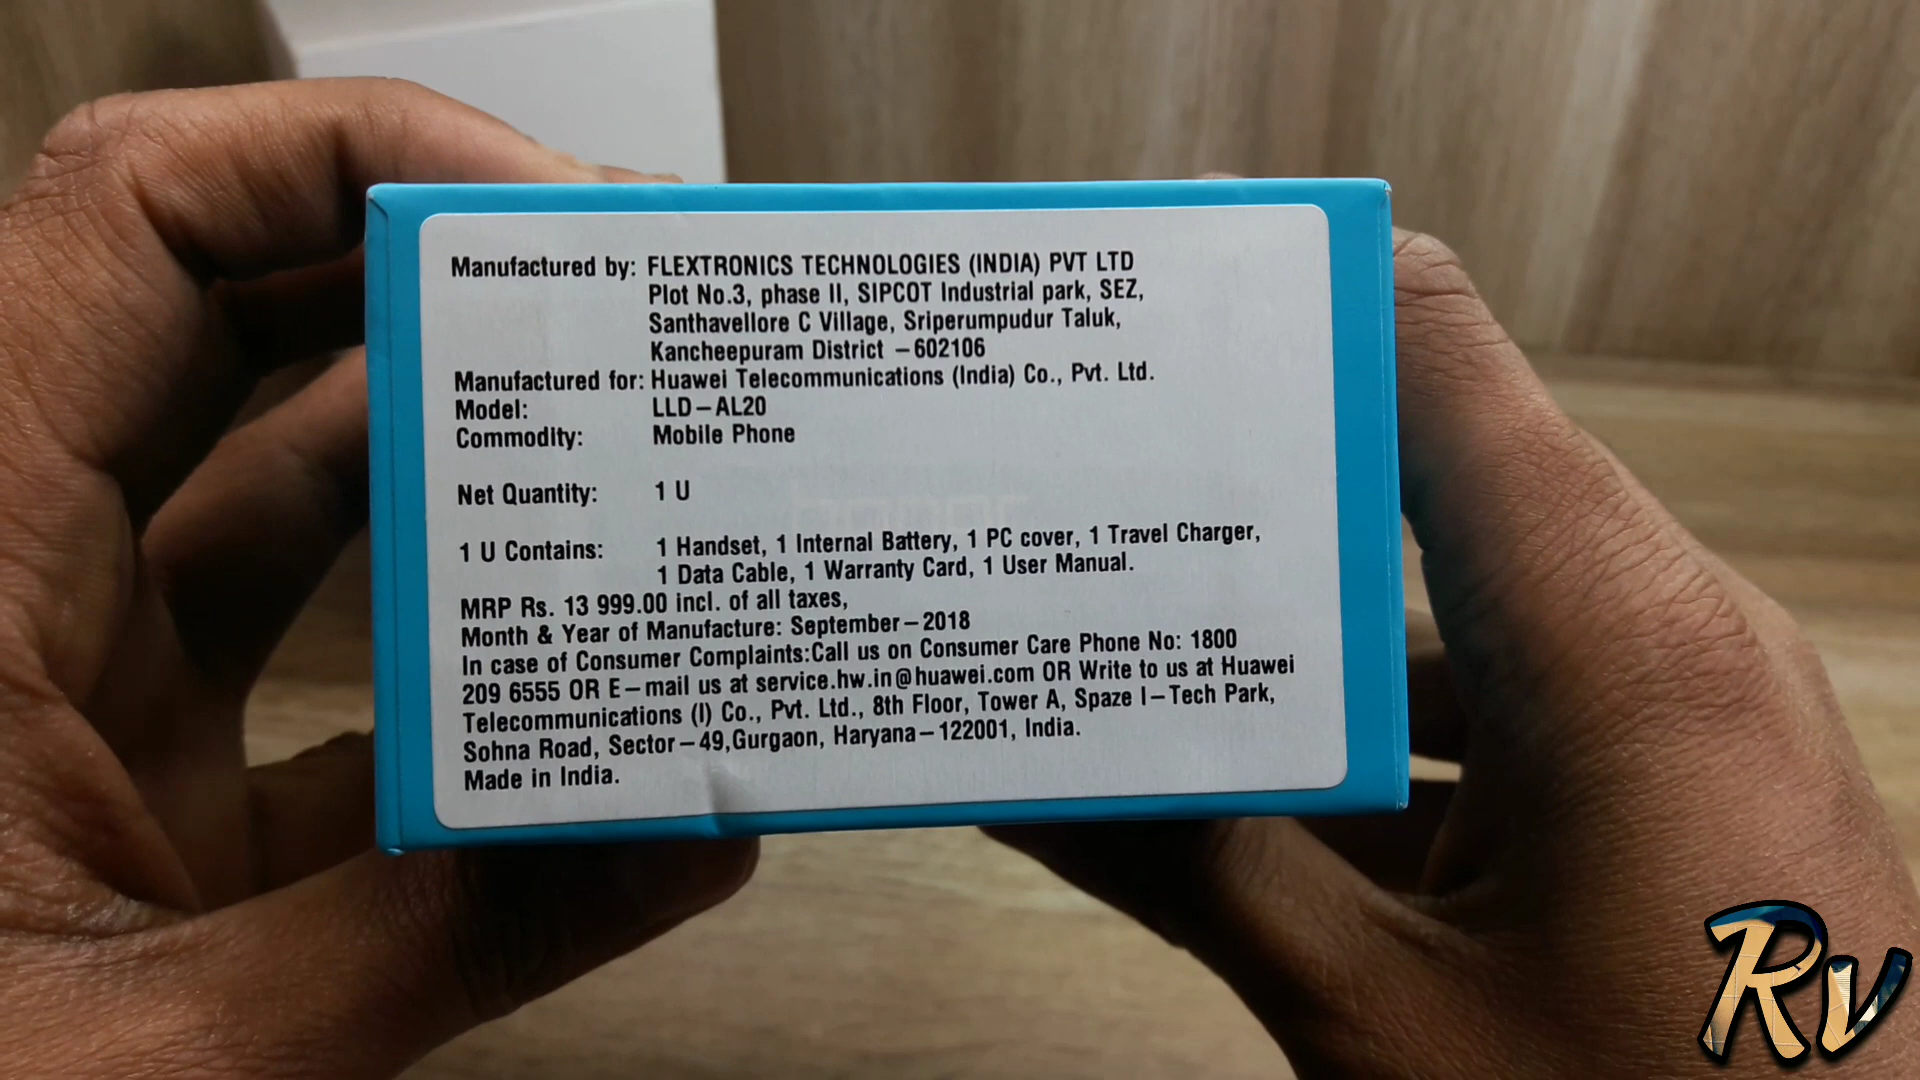 Manufactured by: FLEXTRONICS TECHNOLOGIES (INDIA) PVT LTD
Plot No.3, phase II, SIPCOT Industrial park, SEZ,
Santhavellore C Village, Sriperumpudur Taluk,
Kancheepuram District – 602106
Manufactured for: Huawei Telecommunications (India) Co., Pvt. Ltd.
Model: LLD–AL20
Commodity: Mobile Phone
Net Quantity: 1 U
1 U Contains: 1 Handset, 1 Internal Battery, 1 PC cover, 1 Travel Charger,
1 Data Cable, 1 Warranty Card, 1 User Manual.
MRP Rs. 13 999.00 incl. of all taxes,
Month & Year of Manufacture: September–2018
In case of Consumer Complaints:Call us on Consumer Care Phone No: 1800
209 6555 OR E–mail us at service.hw.in@huawei.com OR Write to us at Huawei
Telecommunications (I) Co., Pvt. Ltd., 8th Floor, Tower A, Spaze I–Tech Park,
Sohna Road, Sector–49,Gurgaon, Haryana–122001, India.
Made in India.
Rv